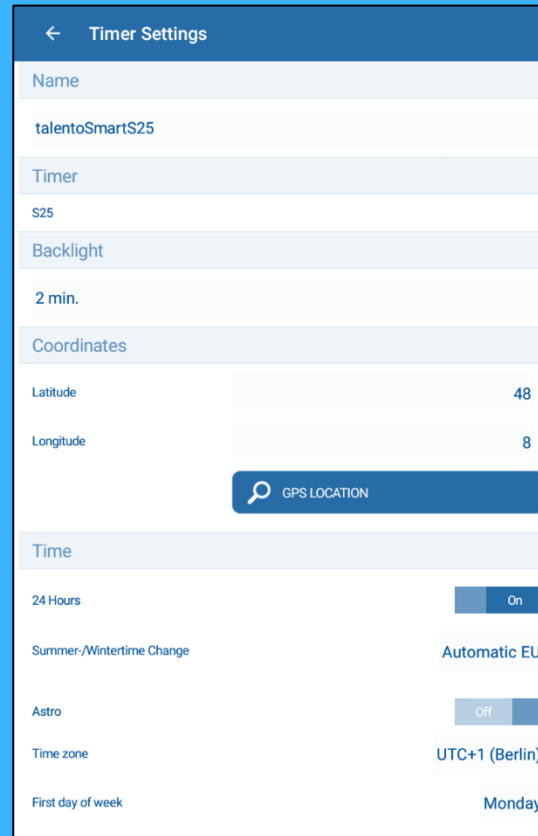 Timer Settings
Name
talentoSmartS25
Timer
S25
Backlight
2 min.
Coordinates
Latitude 48
Longitude 8
GPS LOCATION
Time
24 Hours On
Summer-/Wintertime Change Automatic EU
Astro Off
Time zone UTC+1 (Berlin)
First day of week Monday